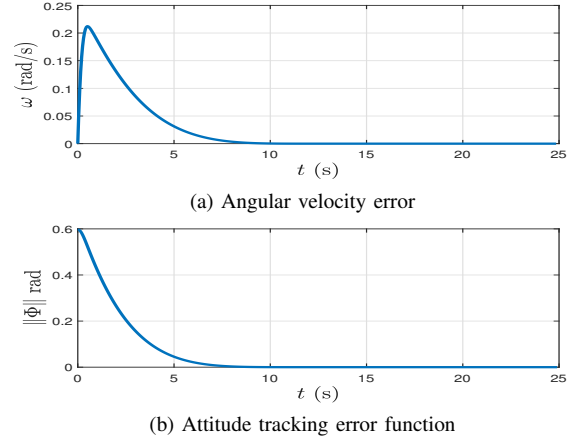 0.25
0.2
0.15
0.1
0.05
0
ω (rad/s)
0 5 10 15 20 25
t (s)
(a) Angular velocity error
0.6
0.4
0.2
0
‖Φ‖ rad
0 5 10 15 20 25
t (s)
(b) Attitude tracking error function